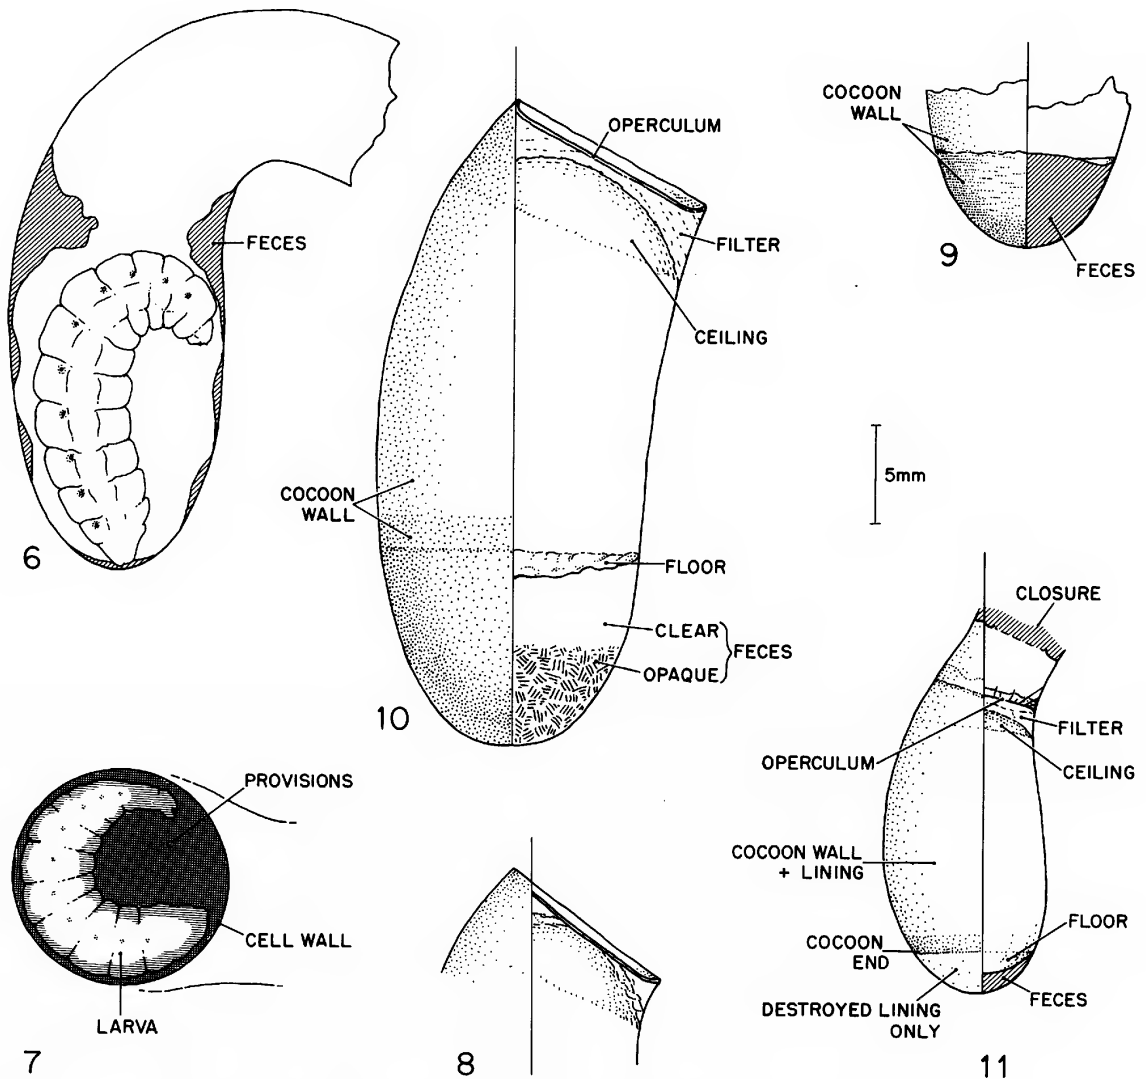 FECES
6
OPERCULUM
FILTER
CEILING
COCOON
WALL
FLOOR
CLEAR
OPAQUE
FECES
10
COCOON
WALL
FECES
9
5mm
PROVISIONS
CELL WALL
LARVA
7
8
CLOSURE
FILTER
OPERCULUM
CEILING
COCOON WALL
+ LINING
FLOOR
COCOON
END
FECES
DESTROYED LINING
ONLY
11